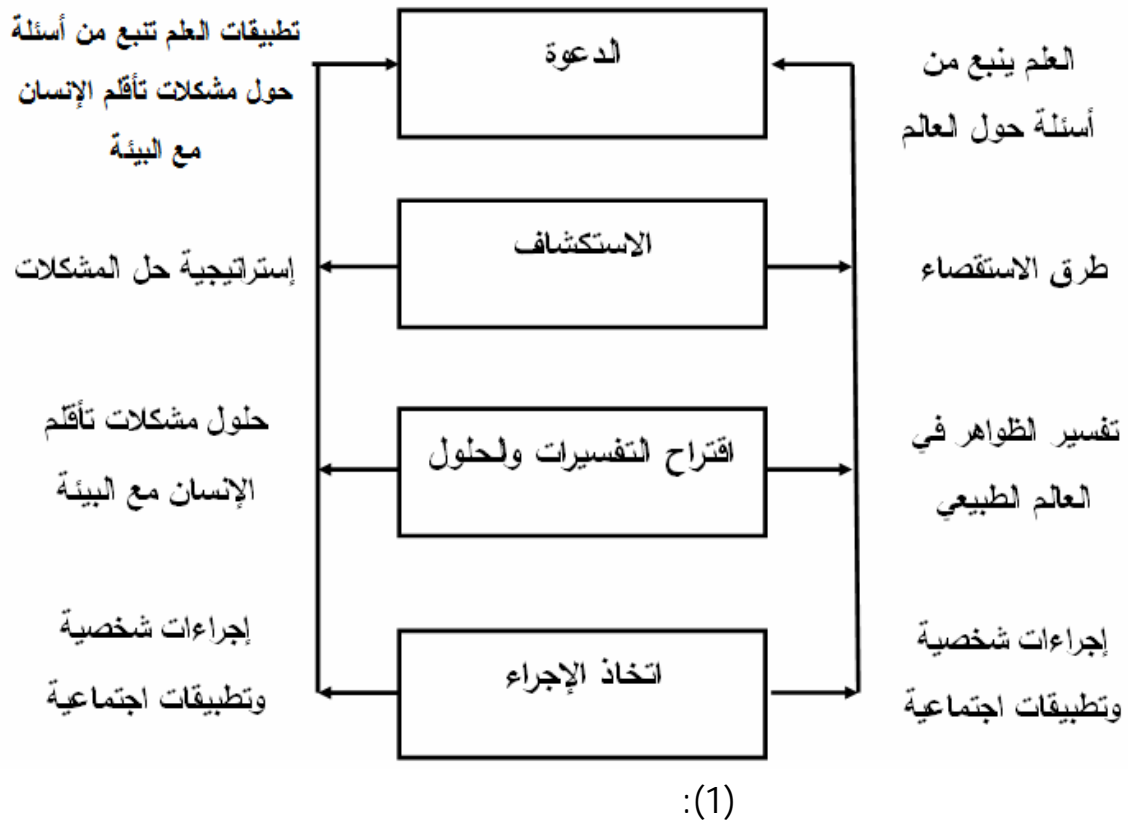 العلم ينبع من
أسئلة حول العالم
الدعوة
تطبيقات العلم تنبع من أسئلة
حول مشكلات تأقلم الإنسان
مع البيئة
طرق الاستقصاء
الاستكشاف
إستراتيجية حل المشكلات
تفسير الظواهر في
العالم الطبيعي
اقتراح التفسيرات والحلول
حلول مشكلات تأقلم
الإنسان مع البيئة
إجراءات شخصية
وتطبيقات اجتماعية
اتخاذ الإجراء
إجراءات شخصية
وتطبيقات اجتماعية
:(1)